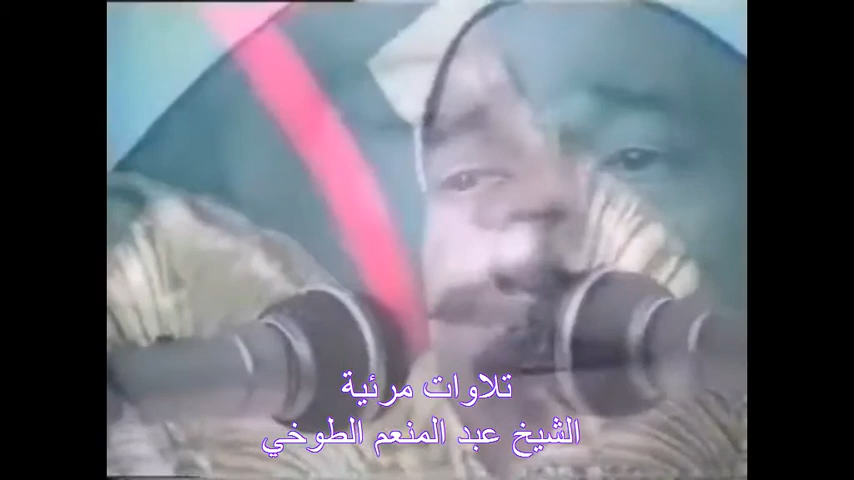 تلاوات مرئية
الشيخ عبد المنعم الطوخي